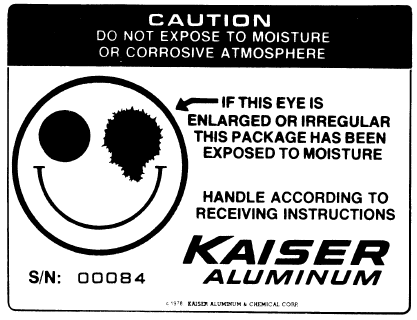 CAUTION
DO NOT EXPOSE TO MOISTURE
OR CORROSIVE ATMOSPHERE
IF THIS EYE IS
ENLARGED OR IRREGULAR
THIS PACKAGE HAS BEEN
EXPOSED TO MOISTURE
HANDLE ACCORDING TO
RECEIVING INSTRUCTIONS
KAISER
ALUMINUM
S/N: 00084
© 1978 KAISER ALUMINUM & CHEMICAL CORP.